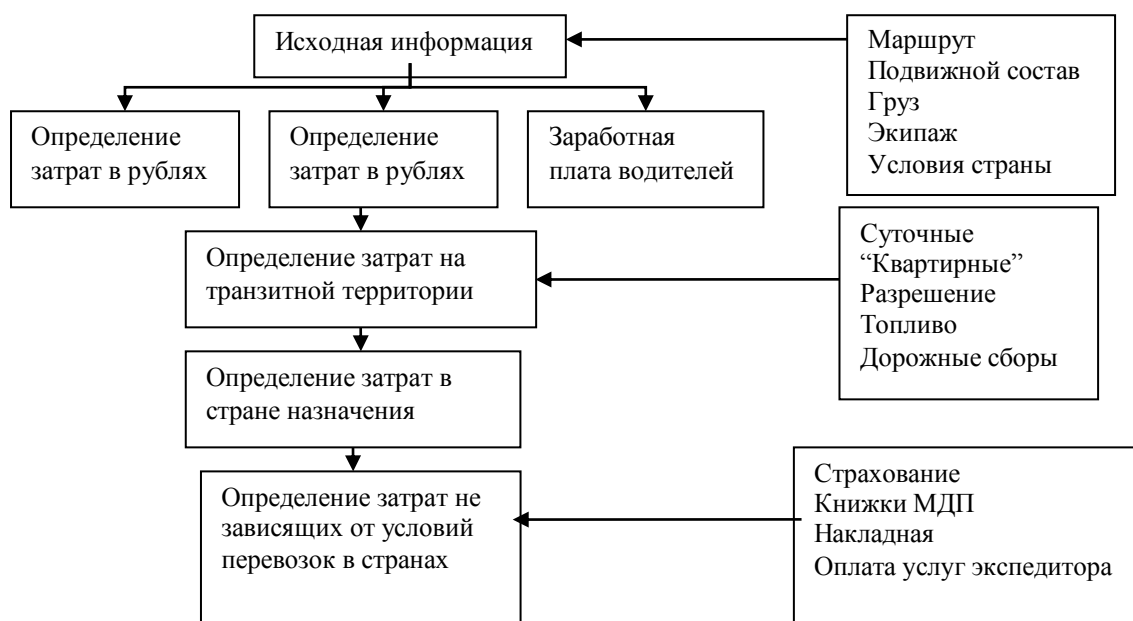 Исходная информация
Маршрут
Подвижной состав
Груз
Экипаж
Условия страны
Определение
затрат в рублях
Определение
затрат в рублях
Заработная
плата водителей
Определение затрат на
транзитной территории
Суточные
“Квартирные”
Разрешение
Топливо
Дорожные сборы
Определение затрат в
стране назначения
Определение затрат не
зависящих от условий
перевозок в странах
Страхование
Книжки МДП
Накладная
Оплата услуг экспедитора